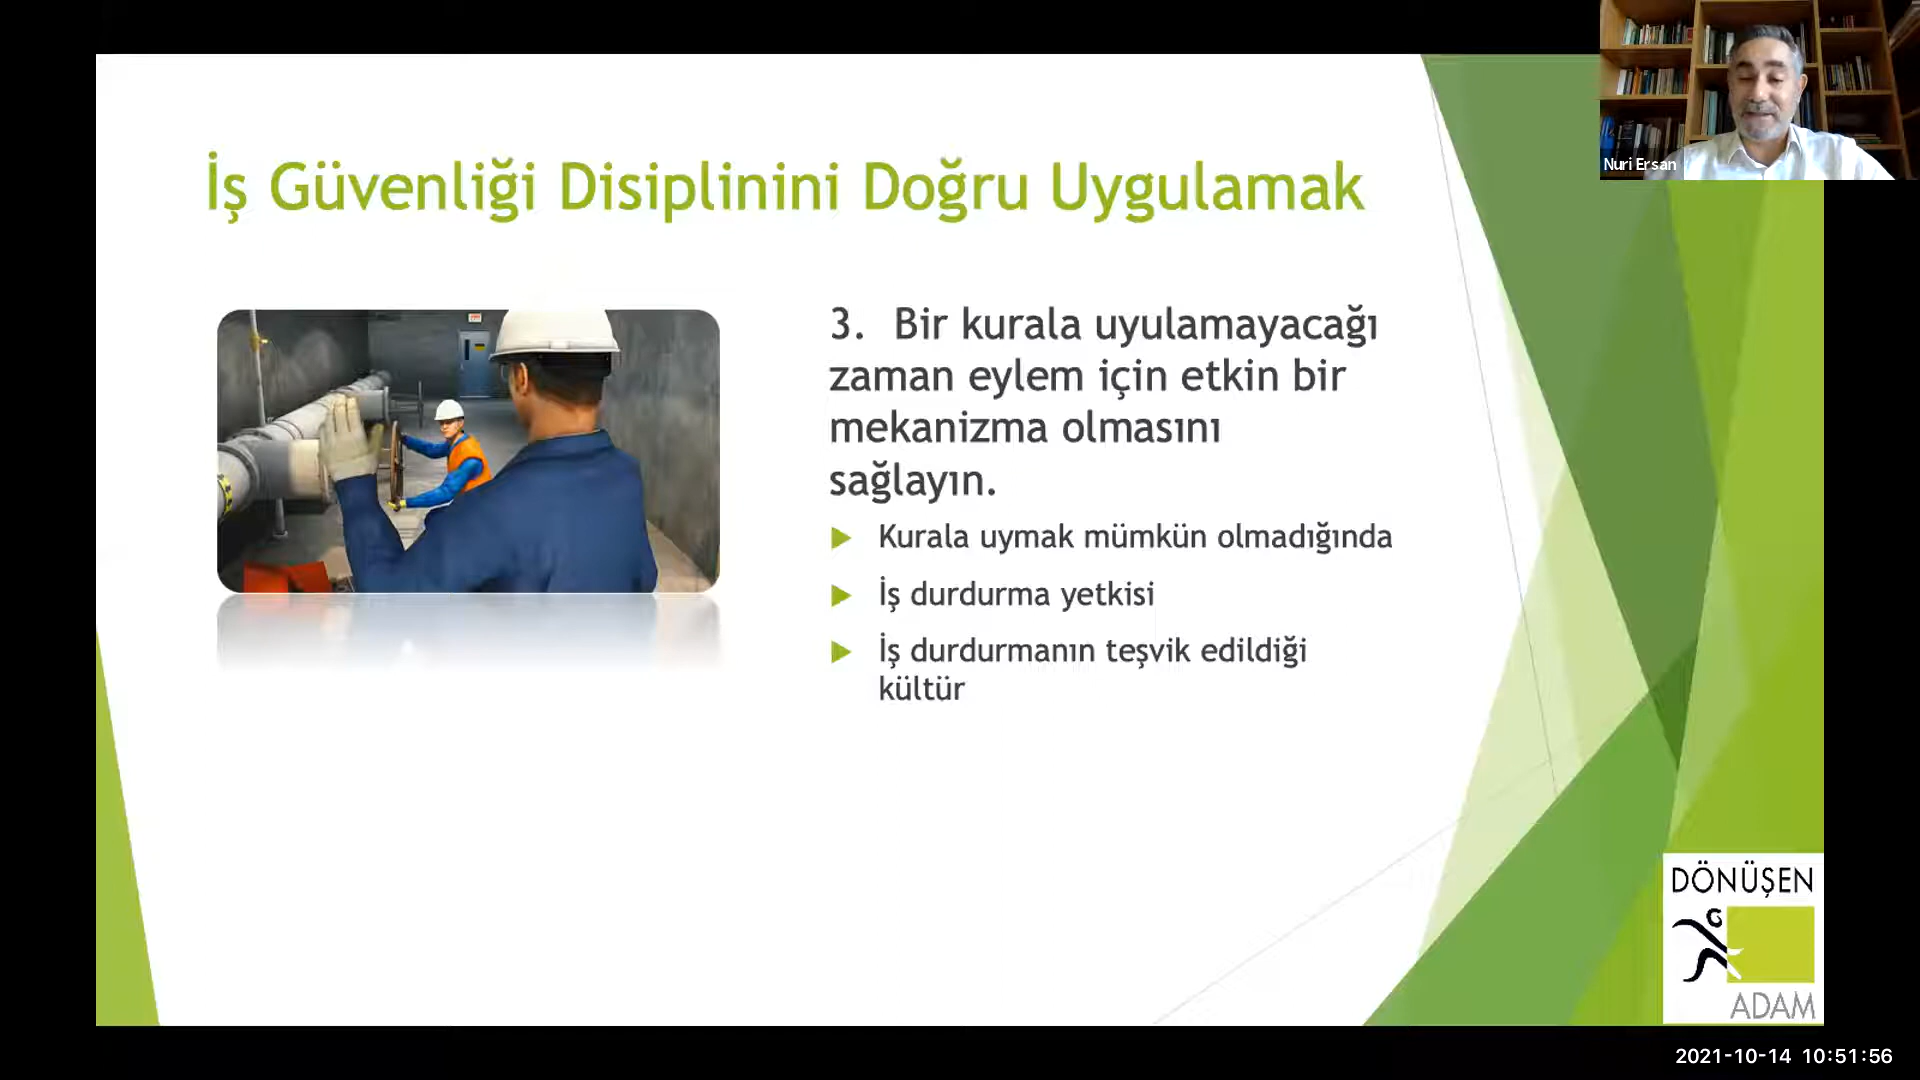 Nuri Ersan
İş Güvenliği Disiplinini Doğru Uygulamak
3. Bir kurala uyulamayacağı
zaman eylem için etkin bir
mekanizma olmasını
sağlayın.
Kurala uymak mümkün olmadığında
İş durdurma yetkisi
İş durdurmanın teşvik edildiği
kültür
DÖNÜŞEN
ADAM
2021-10-14 10:51:56